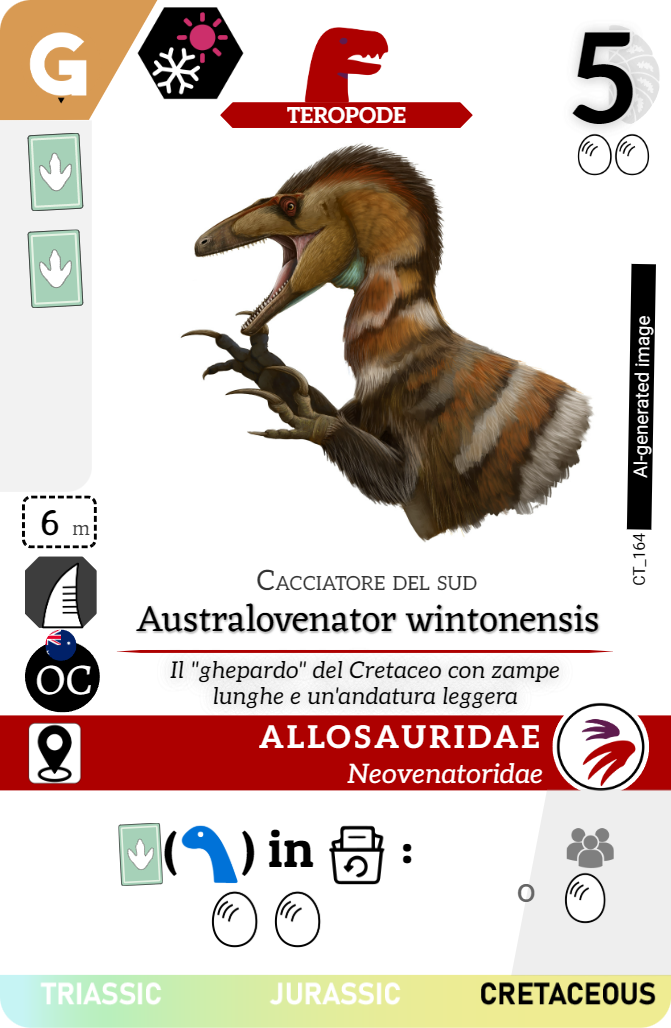 G
TEROPODE
5
AI-generated image
CT_164
6 m
CACCIATORE DEL SUD
Australovenator wintonensis
OC
Il "ghepardo" del Cretaceo con zampe
lunghe e un'andatura leggera
ALLOSAURIDAE
Neovenatoridae
( ) in :
o
TRIASSIC JURASSIC CRETACEOUS